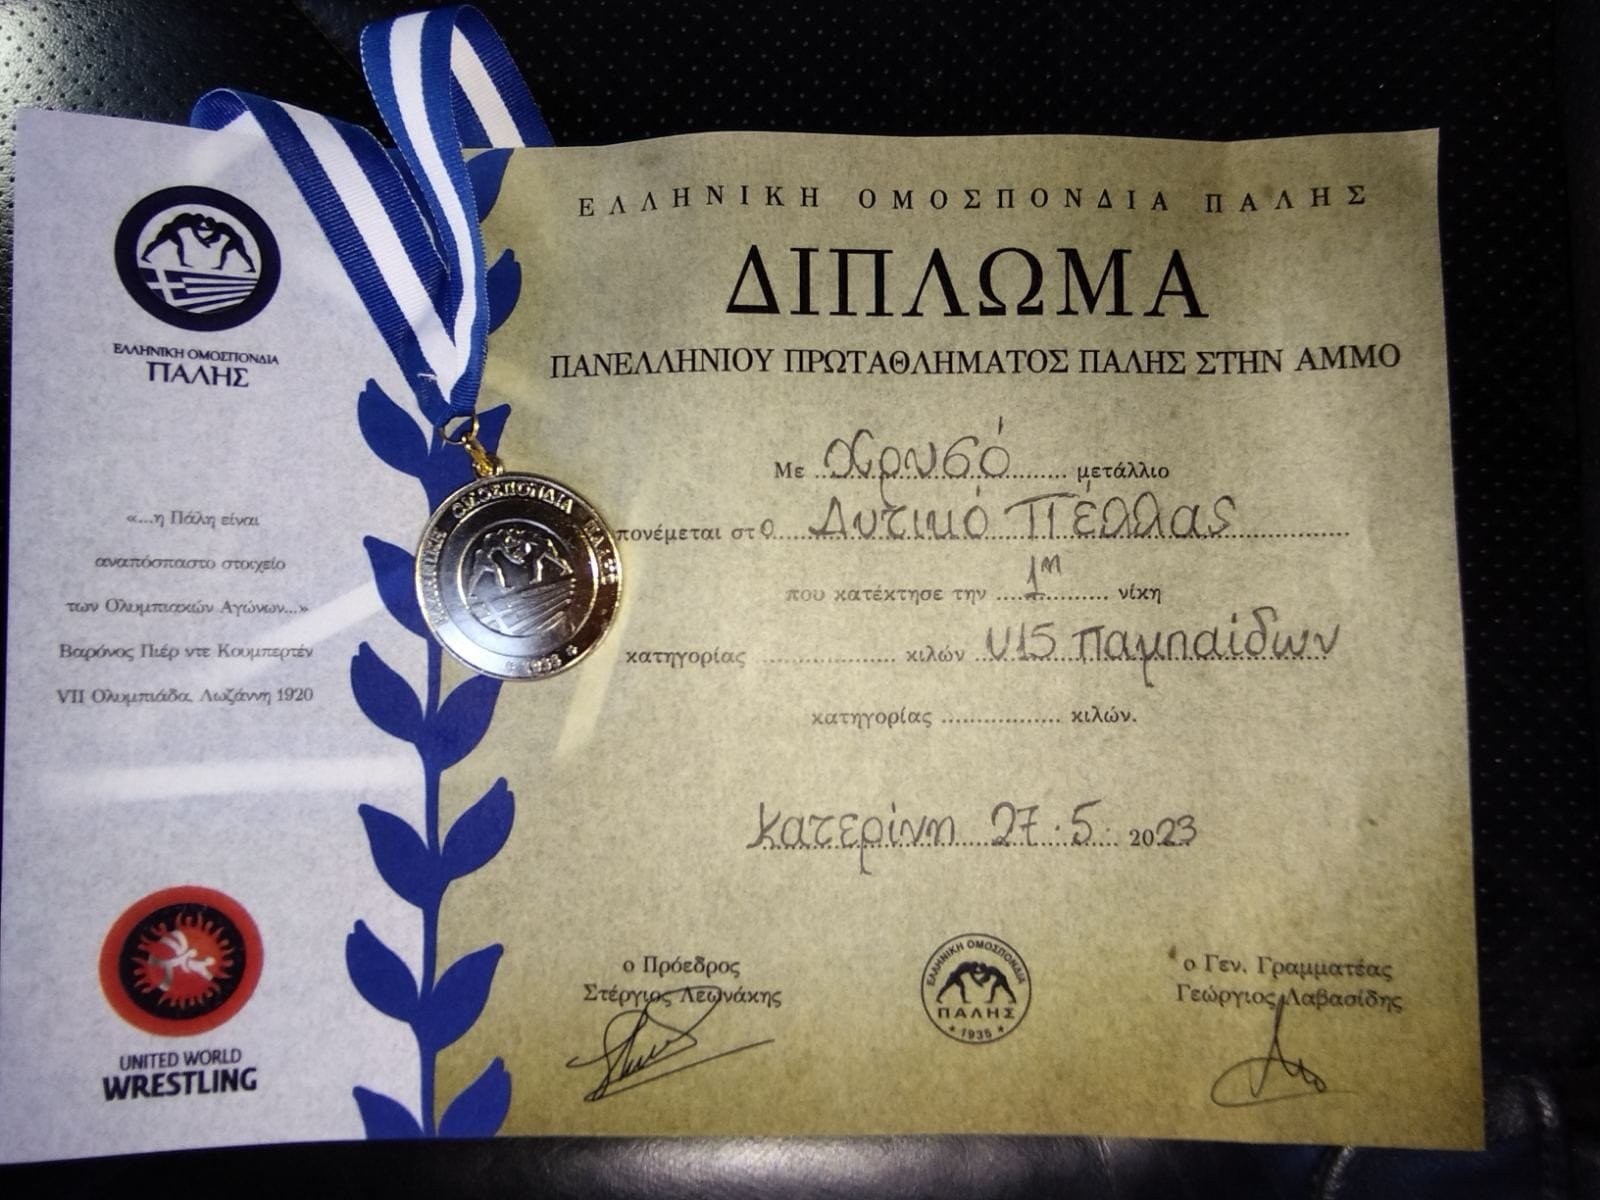 ΕΛΛΗΝΙΚΗ ΟΜΟΣΠΟΝΔΙΑ
ΠΑΛΗΣ
«...η Πάλη είναι
αναπόσπαστο στοιχείο
των Ολυμπιακών Αγώνων...»
Βαρόνος Πιέρ ντε Κουμπερτέν
VII Ολυμπιάδα, Λωζάννη 1920
UNITED WORLD
WRESTLING
ΟΜΟΣΠΟΝΔΙΑ
ΕΛΛΗΝΙΚΗ ΟΜΟΣΠΟΝΔΙΑ ΠΑΛΗΣ
ΔΙΠΛΩΜΑ
ΠΑΝΕΛΛΗΝΙΟΥ ΠΡΩΤΑΘΛΗΜΑΤΟΣ ΠΑΛΗΣ ΣΤΗΝ ΑΜΜΟ
Με Χρυσό μετάλλιο
πονέμεται στο Δυτικό Πέλλας
που κατέκτησε την 1η νίκη
κατηγορίας .................... κιλών U15 παμπαίδων
κατηγορίας .................. κιλών.
Κατερίνη 27.5. 2023
ο Πρόεδρος
Στέργιος Λεωνάκης
ΕΛΛΗΝΙΚΗ ΟΜΟΣΠΟΝΔΙΑ
ΠΑΛΗΣ
* 1935 *
ο Γεν. Γραμματέας
Γεώργιος Λαβασίδης